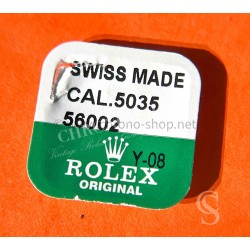 SWISS MADE
CAL.5035
56002
Y-08
ROLEX
ORIGINAL